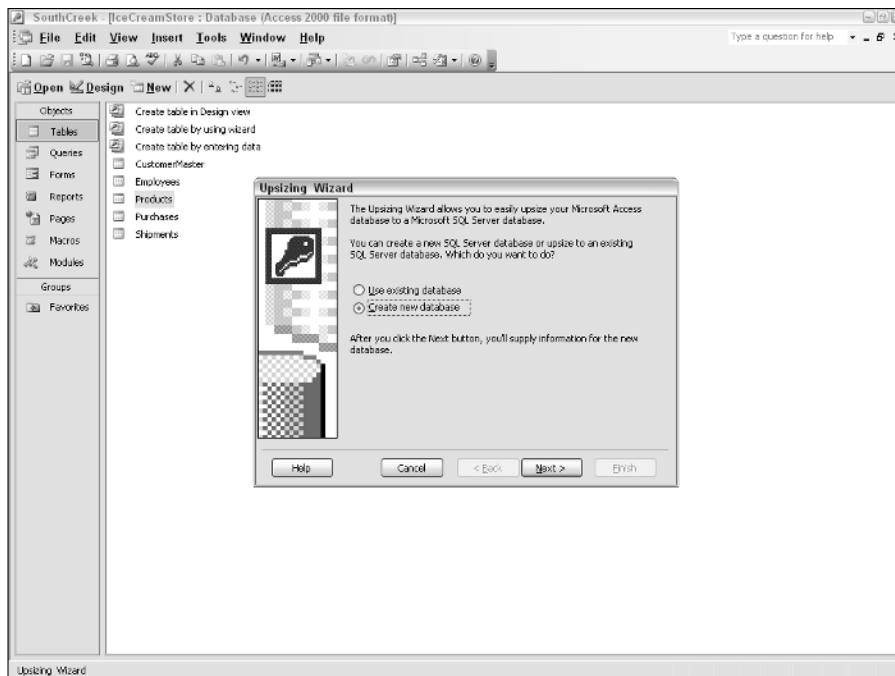 SouthCreek - [IceCreamStore : Database (Access 2000 file format)]
File Edit View Insert Tools Window Help
Type a question for help
Open Design New
Objects
Tables
Queries
Forms
Reports
Pages
Macros
Modules
Groups
Favorites
Create table in Design view
Create table by using wizard
Create table by entering data
CustomerMaster
Employees
Products
Purchases
Shipments
Upsizing Wizard
The Upsizing Wizard allows you to easily upsize your Microsoft Access
database to a Microsoft SQL Server database.
You can create a new SQL Server database or upsize to an existing
SQL Server database. Which do you want to do?
Use existing database
Create new database
After you click the Next button, you'll supply information for the new
database.
Help Cancel < Back Next > Finish
Upsizing Wizard